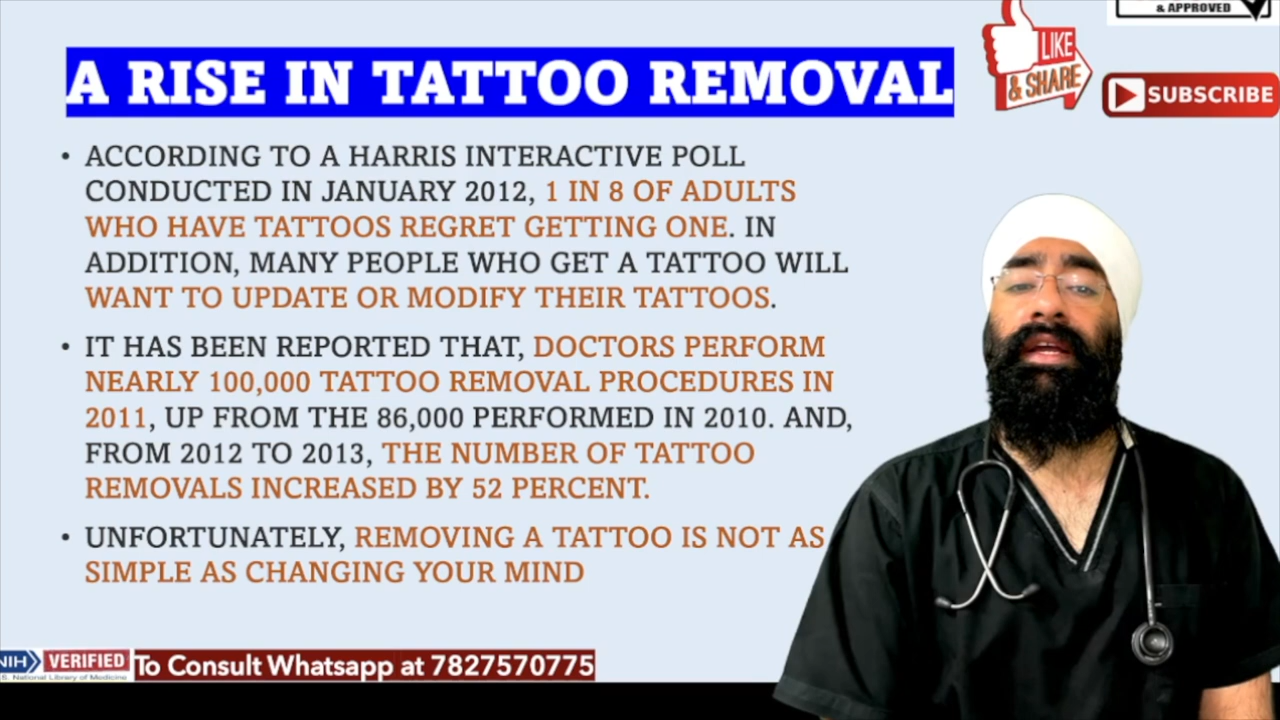 & APPROVED
LIKE
& SHARE
SUBSCRIBE
A RISE IN TATTOO REMOVAL
• ACCORDING TO A HARRIS INTERACTIVE POLL
CONDUCTED IN JANUARY 2012, 1 IN 8 OF ADULTS
WHO HAVE TATTOOS REGRET GETTING ONE. IN
ADDITION, MANY PEOPLE WHO GET A TATTOO WILL
WANT TO UPDATE OR MODIFY THEIR TATTOOS.
• IT HAS BEEN REPORTED THAT, DOCTORS PERFORM
NEARLY 100,000 TATTOO REMOVAL PROCEDURES IN
2011, UP FROM THE 86,000 PERFORMED IN 2010. AND,
FROM 2012 TO 2013, THE NUMBER OF TATTOO
REMOVALS INCREASED BY 52 PERCENT.
• UNFORTUNATELY, REMOVING A TATTOO IS NOT AS
SIMPLE AS CHANGING YOUR MIND
NIH VERIFIED
S. National Library of Medicine
To Consult Whatsapp at 7827570775